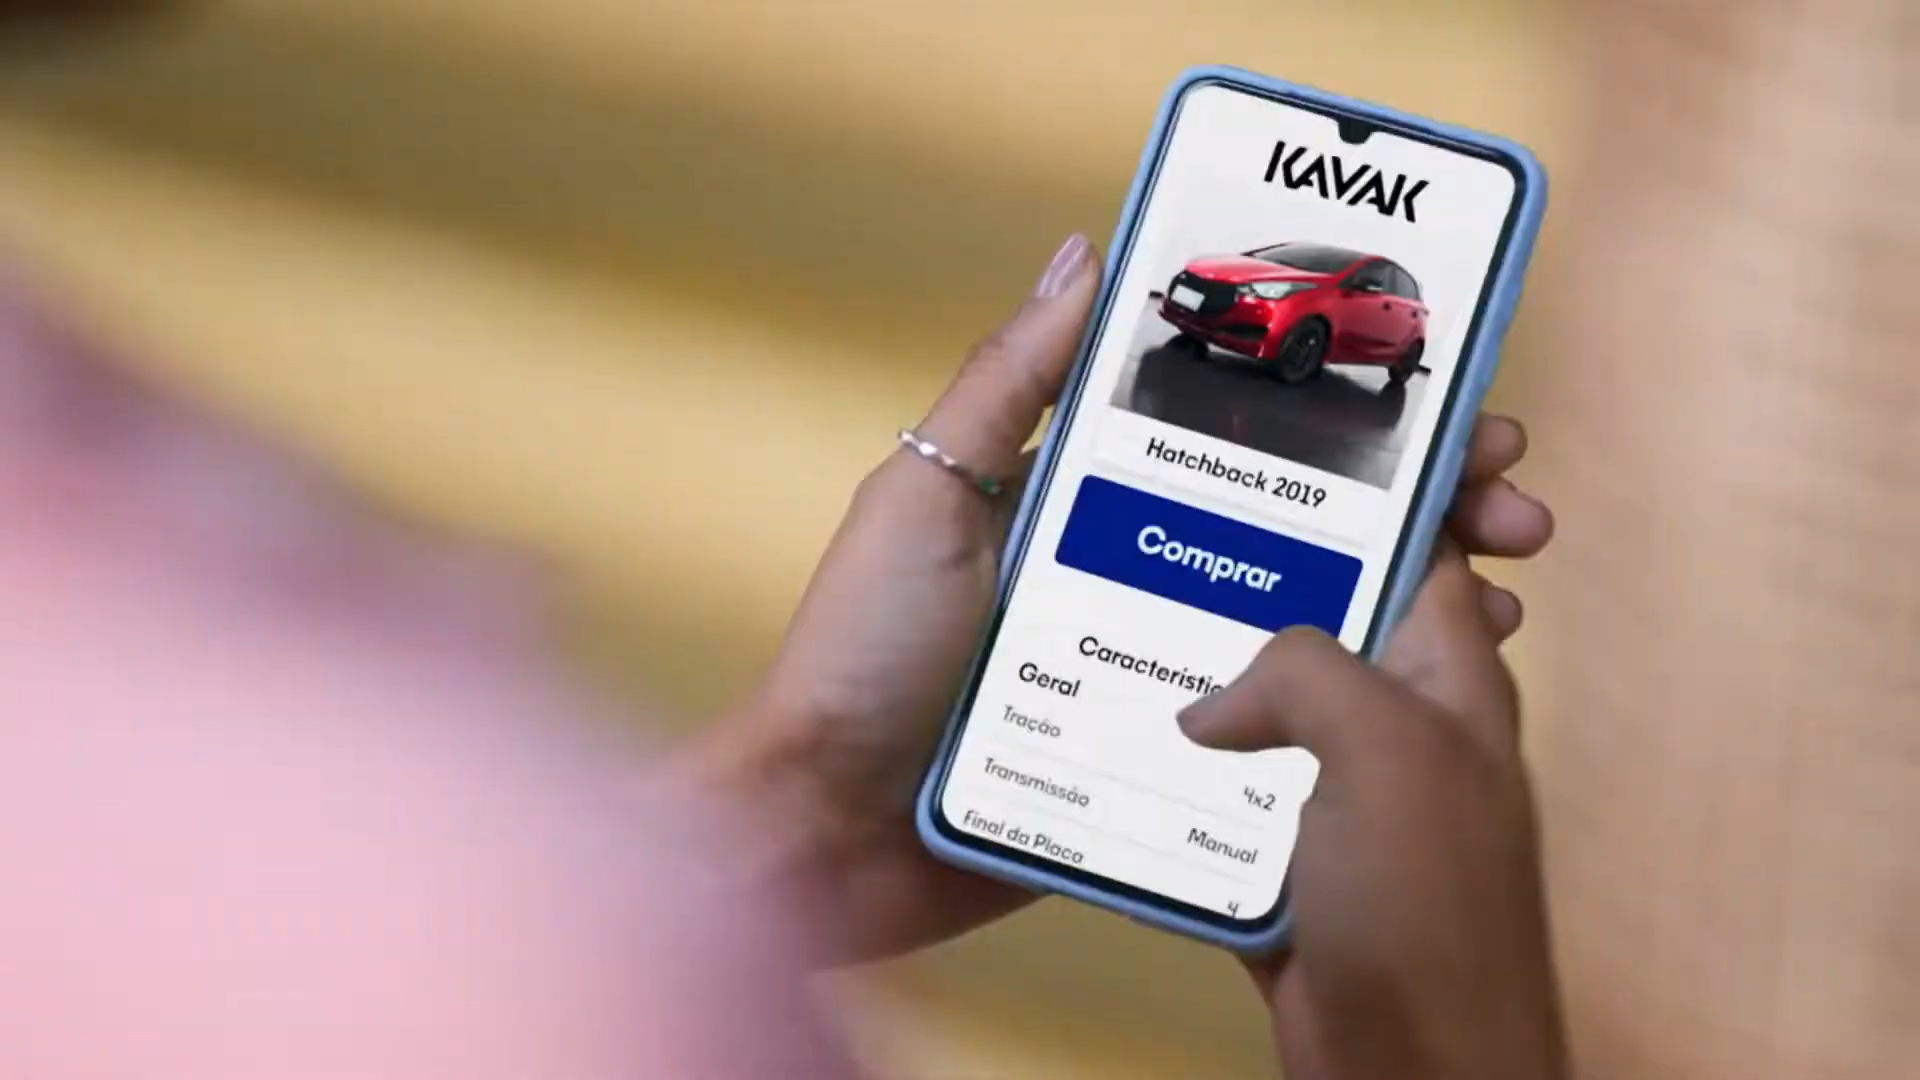 KAVAK
Hatchback 2019
Comprar
Geral
Tração
4x2
Transmissão
Manual
Final da Placa
4